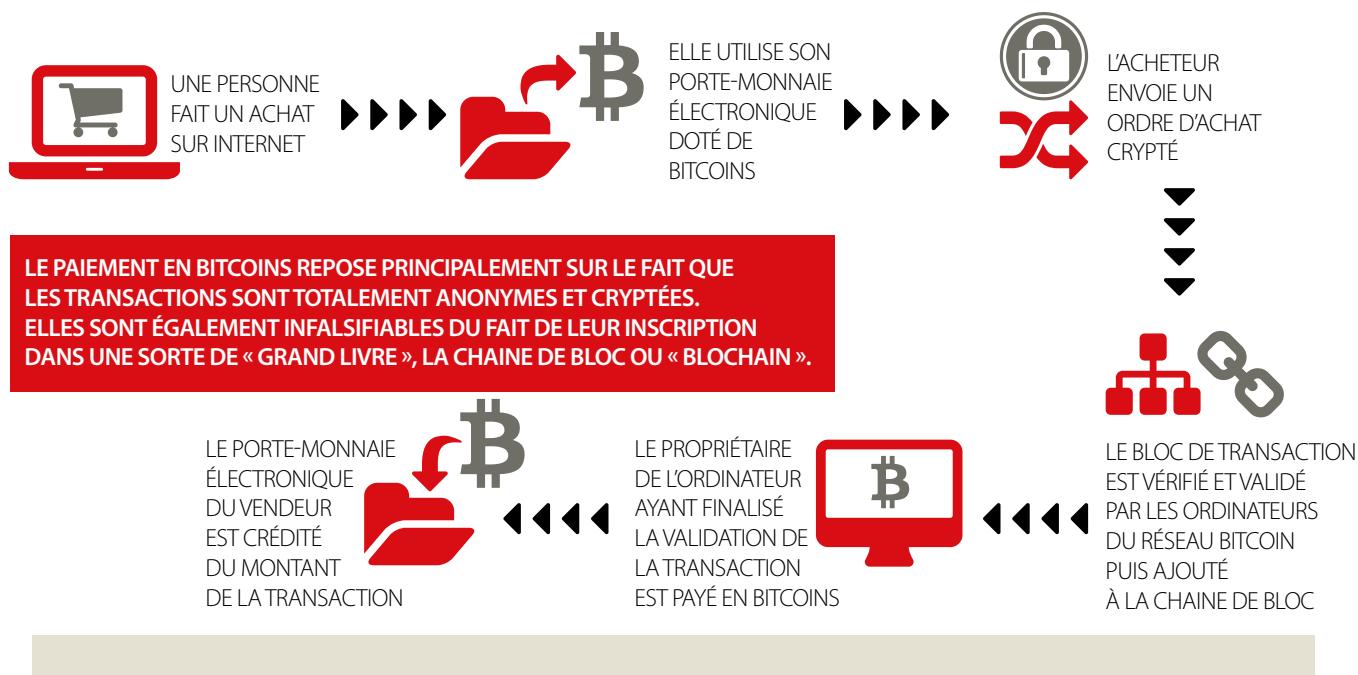 UNE PERSONNE
FAIT UN ACHAT
SUR INTERNET
ELLE UTILISE SON
PORTE-MONNAIE
ÉLECTRONIQUE
DOTÉ DE
BITCOINS
L'ACHETEUR
ENVOIE UN
ORDRE D'ACHAT
CRYPTÉ
LE PAIEMENT EN BITCOINS REPOSE PRINCIPALEMENT SUR LE FAIT QUE
LES TRANSACTIONS SONT TOTALEMENT ANONYMES ET CRYPTÉES.
ELLES SONT ÉGALEMENT INFALSIFIABLES DU FAIT DE LEUR INSCRIPTION
DANS UNE SORTE DE « GRAND LIVRE », LA CHAINE DE BLOC OU « BLOCHAIN ».
LE BLOC DE TRANSACTION
EST VÉRIFIÉ ET VALIDÉ
PAR LES ORDINATEURS
DU RÉSEAU BITCOIN
PUIS AJOUTÉ
À LA CHAINE DE BLOC
LE PROPRIÉTAIRE
DE L'ORDINATEUR
AYANT FINALISÉ
LA VALIDATION DE
LA TRANSACTION
EST PAYÉ EN BITCOINS
LE PORTE-MONNAIE
ÉLECTRONIQUE
DU VENDEUR
EST CRÉDITÉ
DU MONTANT
DE LA TRANSACTION